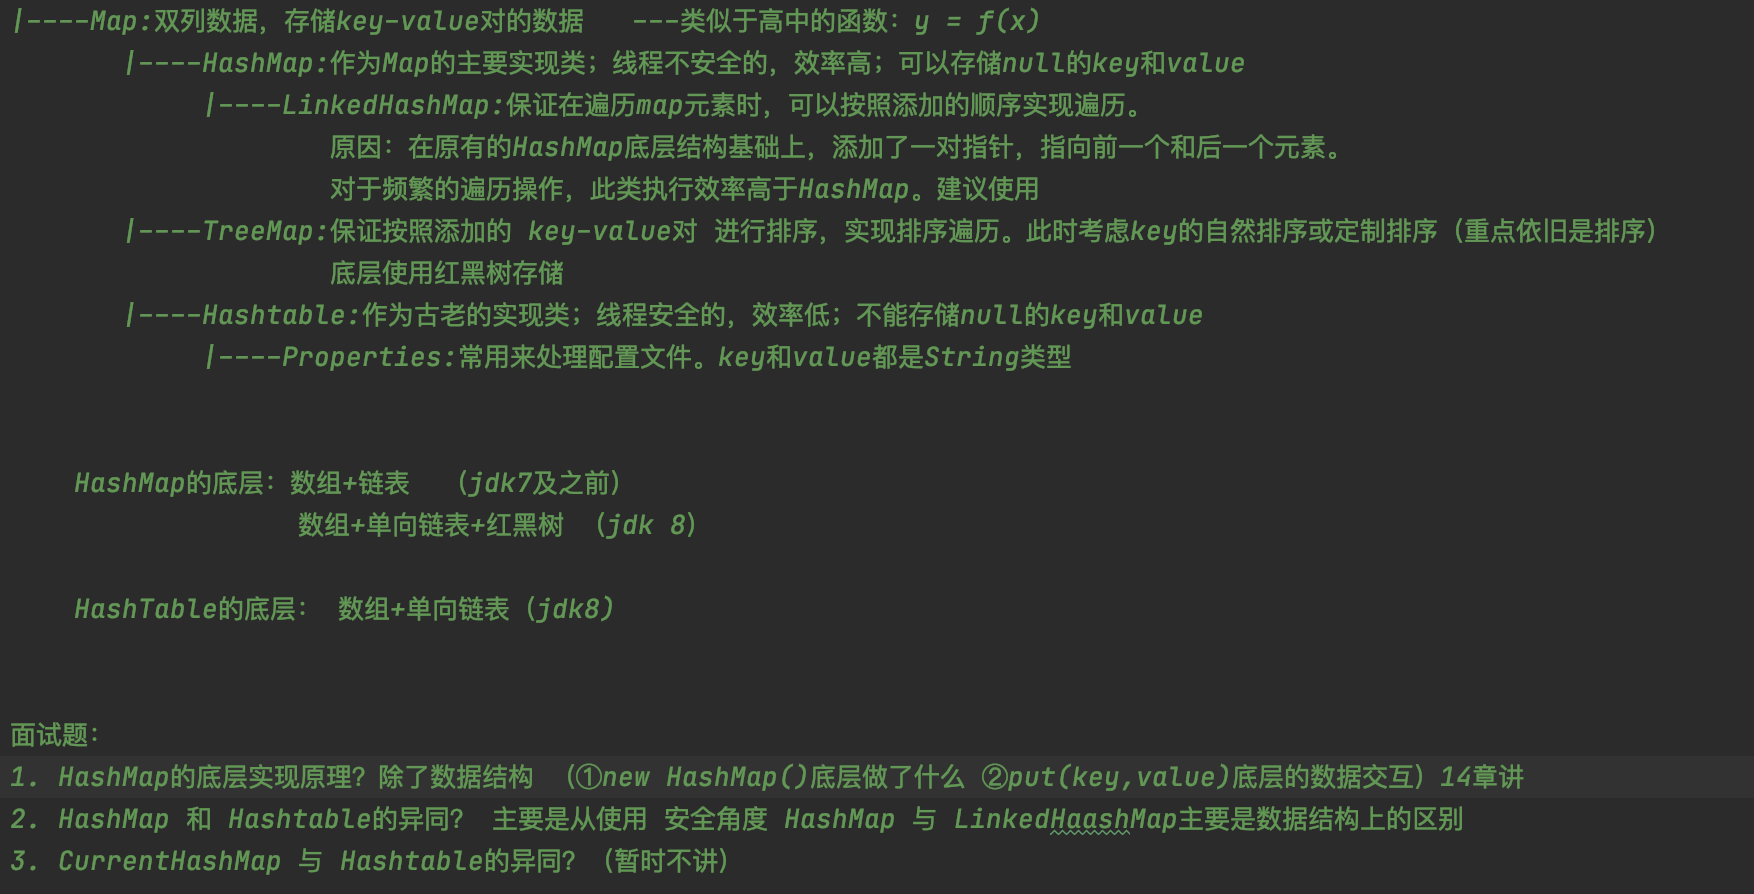 |----Map:双列数据，存储key-value对的数据   ---类似于高中的函数：y = f(x)
|----HashMap:作为Map的主要实现类；线程不安全的，效率高；可以存储null的key和value
|----LinkedHashMap:保证在遍历map元素时，可以按照添加的顺序实现遍历。
原因：在原有的HashMap底层结构基础上，添加了一对指针，指向前一个和后一个元素。
对于频繁的遍历操作，此类执行效率高于HashMap。建议使用
|----TreeMap:保证按照添加的 key-value对 进行排序，实现排序遍历。此时考虑key的自然排序或定制排序（重点依旧是排序）
底层使用红黑树存储
|----Hashtable:作为古老的实现类；线程安全的，效率低；不能存储null的key和value
|----Properties:常用来处理配置文件。key和value都是String类型
HashMap的底层：数组+链表  （jdk7及之前）
数组+单向链表+红黑树 （jdk 8）
HashTable的底层： 数组+单向链表（jdk8)
面试题：
1. HashMap的底层实现原理？除了数据结构 （①new HashMap()底层做了什么 ②put(key,value)底层的数据交互）14章讲
2. HashMap 和 Hashtable的异同？ 主要是从使用 安全角度 HashMap 与 LinkedHaashMap主要是数据结构上的区别
3. CurrentHashMap 与 Hashtable的异同？（暂时不讲）